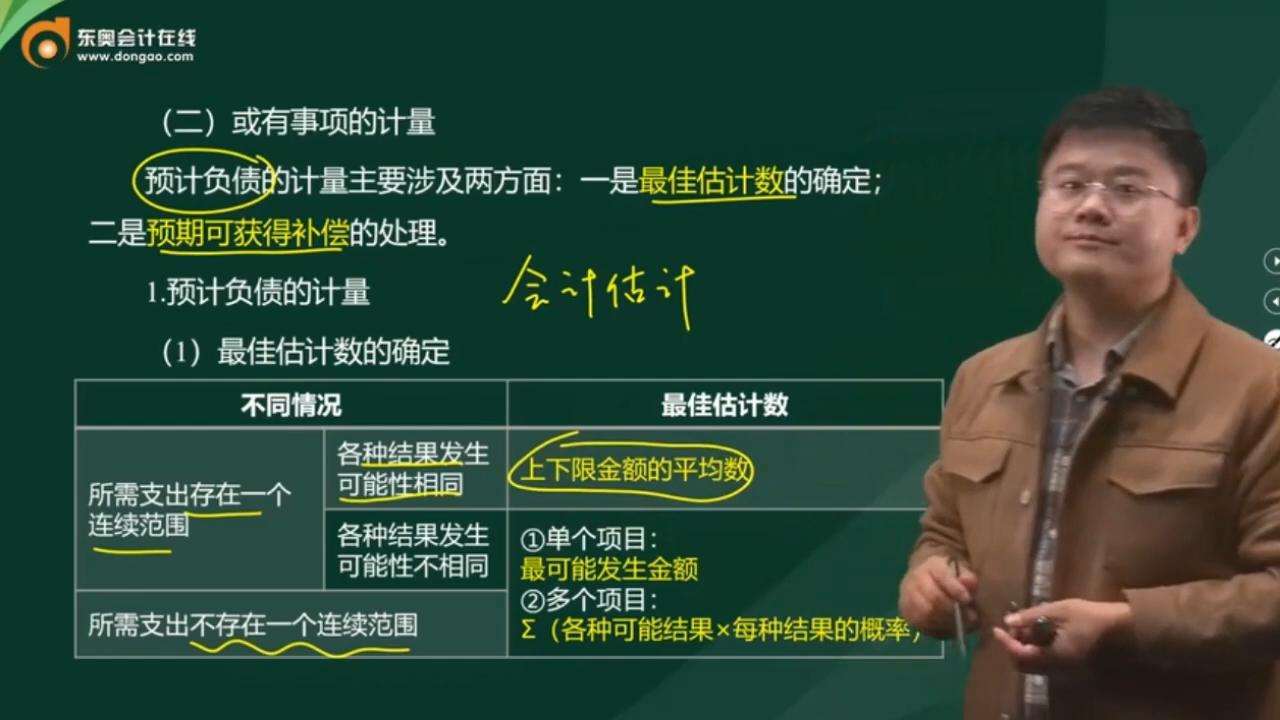 东奥会计在线
www.dongao.com
（二）或有事项的计量
预计负债的计量主要涉及两方面：一是最佳估计数的确定；
二是预期可获得补偿的处理。
1.预计负债的计量
会计估计
（1）最佳估计数的确定
不同情况
最佳估计数
所需支出存在一个
连续范围
各种结果发生
可能性相同
上下限金额的平均数
各种结果发生
可能性不相同
①单个项目：
最可能发生金额
②多个项目：
Σ（各种可能结果×每种结果的概率）
所需支出不存在一个连续范围